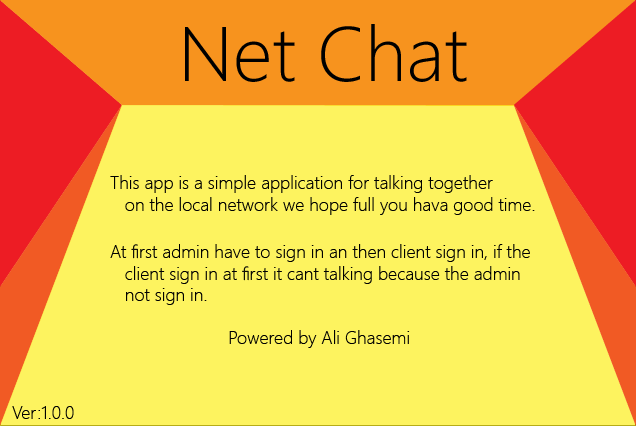 Net Chat
This app is a simple application for talking together
on the local network we hope full you hava good time.
At first admin have to sign in an then client sign in, if the
client sign in at first it cant talking because the admin
not sign in.
Powered by Ali Ghasemi
Ver:1.0.0